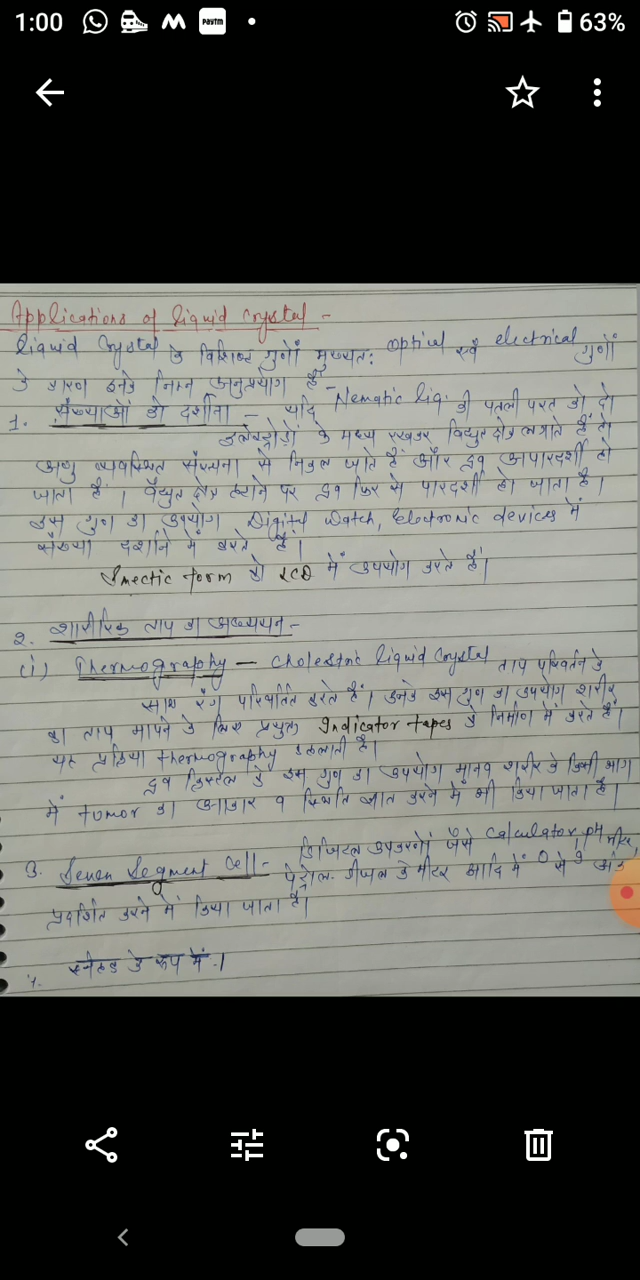 1:00
paytm
63%
Applications of liquid crystal -
liquid crystal के विशिष्ट गुणों मुख्यतः optical एवं electrical गुणों
के कारण इनके निम्न अनुप्रयोग हैं -
1. संख्याओं को दर्शाना - यदि Nematic liq. की पतली परत को दो
इलेक्ट्रोडों के मध्य रखकर विद्युत क्षेत्र लगाते हैं तो
अणु व्यवस्थित संरचना से निकल जाते हैं और द्रव अपारदर्शी हो
जाता है । वैद्युत क्षेत्र हटाने पर द्रव फिर से पारदर्शी हो जाता है।
इस गुण का उपयोग Digital watch, electronic devices में
संख्या दर्शाने में करते हैं।
Smectic form को LCD में उपयोग करते हैं।
2. शारीरिक ताप का अध्ययन:-
(i) Thermography - cholestric liquid crystal ताप परिवर्तन के
साथ रंग परिवर्तित करते हैं। उनके इस गुण का उपयोग शरीर
का ताप मापने के लिए प्रयुक्त Indicator tapes के निर्माण में करते हैं।
यह प्रक्रिया thermography कहलाती है।
द्रव क्रिस्टल के इस गुण का उपयोग मानव शरीर के किसी भाग
में tumor का आकार व स्थिति ज्ञात करने में भी किया जाता है।
3. Seven Segment Cell- डिजिटल उपकरणों जैसे calculator, pH मीटर,
पेट्रोल- डीजल के मीटर आदि में 0 से 9 अंक
प्रदर्शित करने में किया जाता है।
के रूप में.।